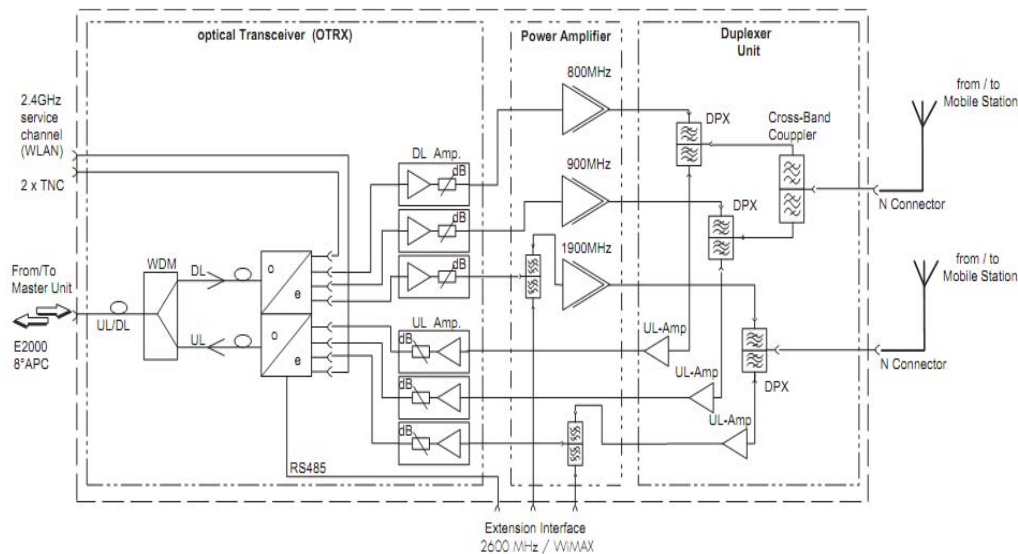 optical Transceiver (OTRX)
Power Amplifier
Duplexer
Unit
800MHz
from / to
Mobile Station
2.4GHz
service
channel
(WLAN)
2 x TNC
DPX
Cross-Band
Couppler
DL Amp.
dB
900MHz
N Connector
dB
DPX
1900MHz
From/To
Master Unit
WDM
DL
o
e
dB
from / to
Mobile Station
UL/DL
UL
o
e
UL Amp.
dB
UL-Amp
E2000
8°APC
N Connector
dB
UL-Amp
DPX
dB
UL-Amp
RS485
Extension Interface
2600 MHz / WiMAX